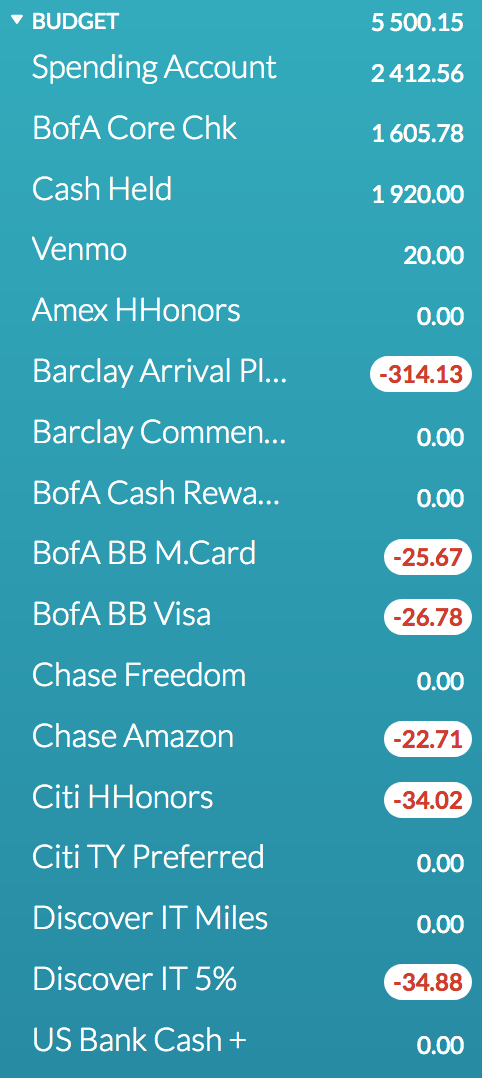 ▼ BUDGET 5 500.15
Spending Account 2 412.56
BofA Core Chk 1 605.78
Cash Held 1 920.00
Venmo 20.00
Amex HHonors 0.00
Barclay Arrival Pl... -314.13
Barclay Commen... 0.00
BofA Cash Rewa... 0.00
BofA BB M.Card -25.67
BofA BB Visa -26.78
Chase Freedom 0.00
Chase Amazon -22.71
Citi HHonors -34.02
Citi TY Preferred 0.00
Discover IT Miles 0.00
Discover IT 5% -34.88
US Bank Cash + 0.00